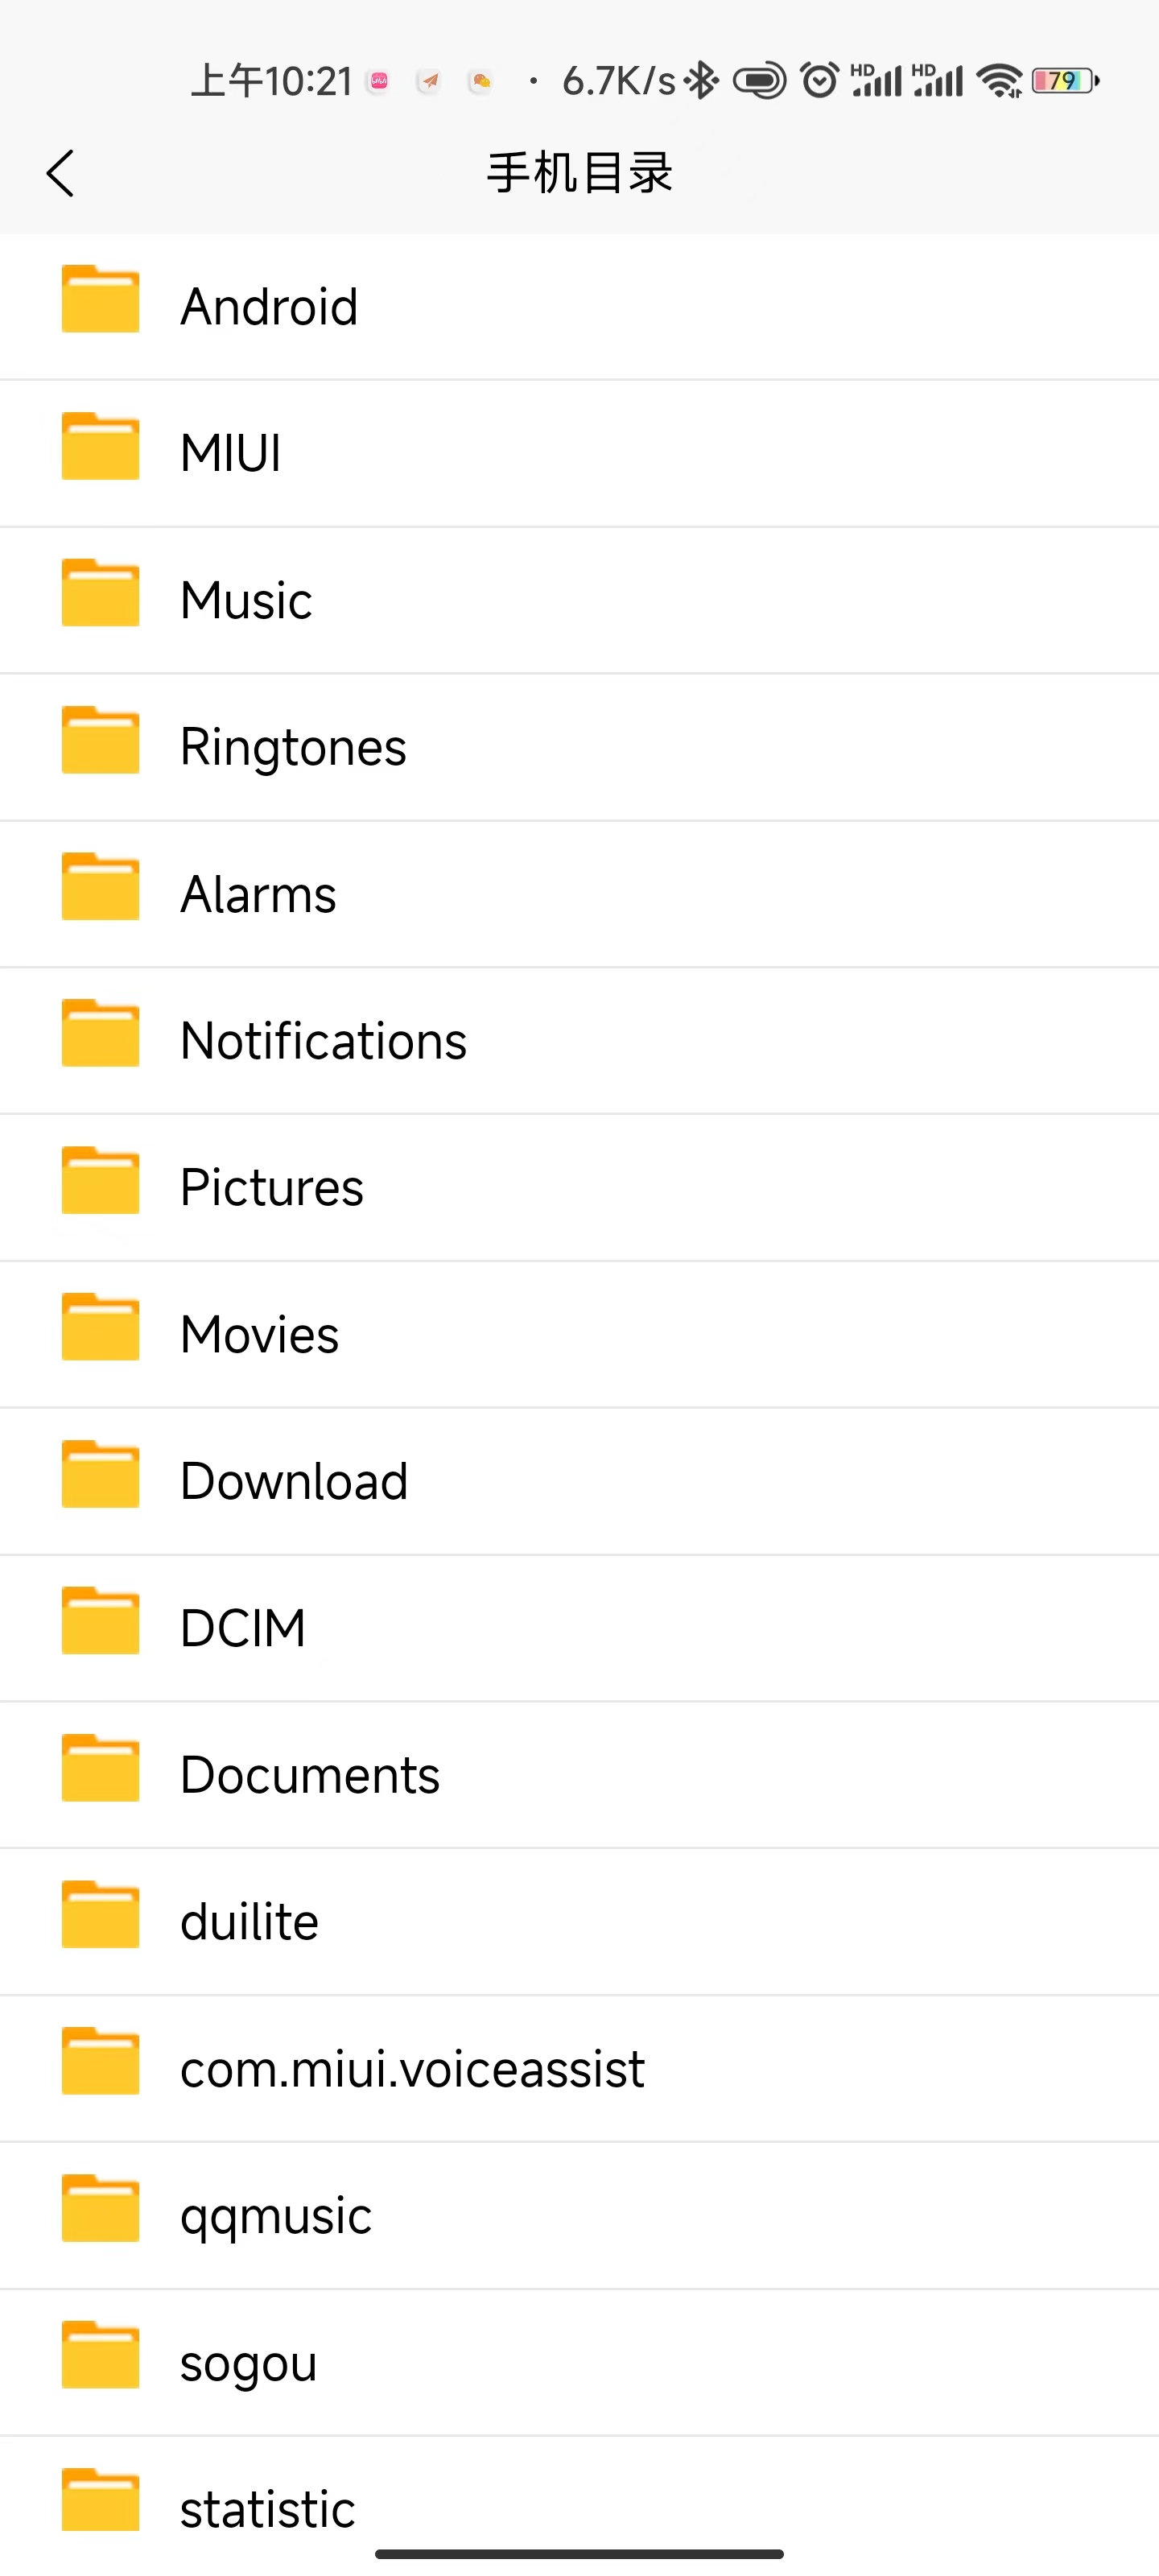 上午10:21 · 6.7K/s HD HD 79
手机目录
Android
MIUI
Music
Ringtones
Alarms
Notifications
Pictures
Movies
Download
DCIM
Documents
duilite
com.miui.voiceassist
qqmusic
sogou
statistic